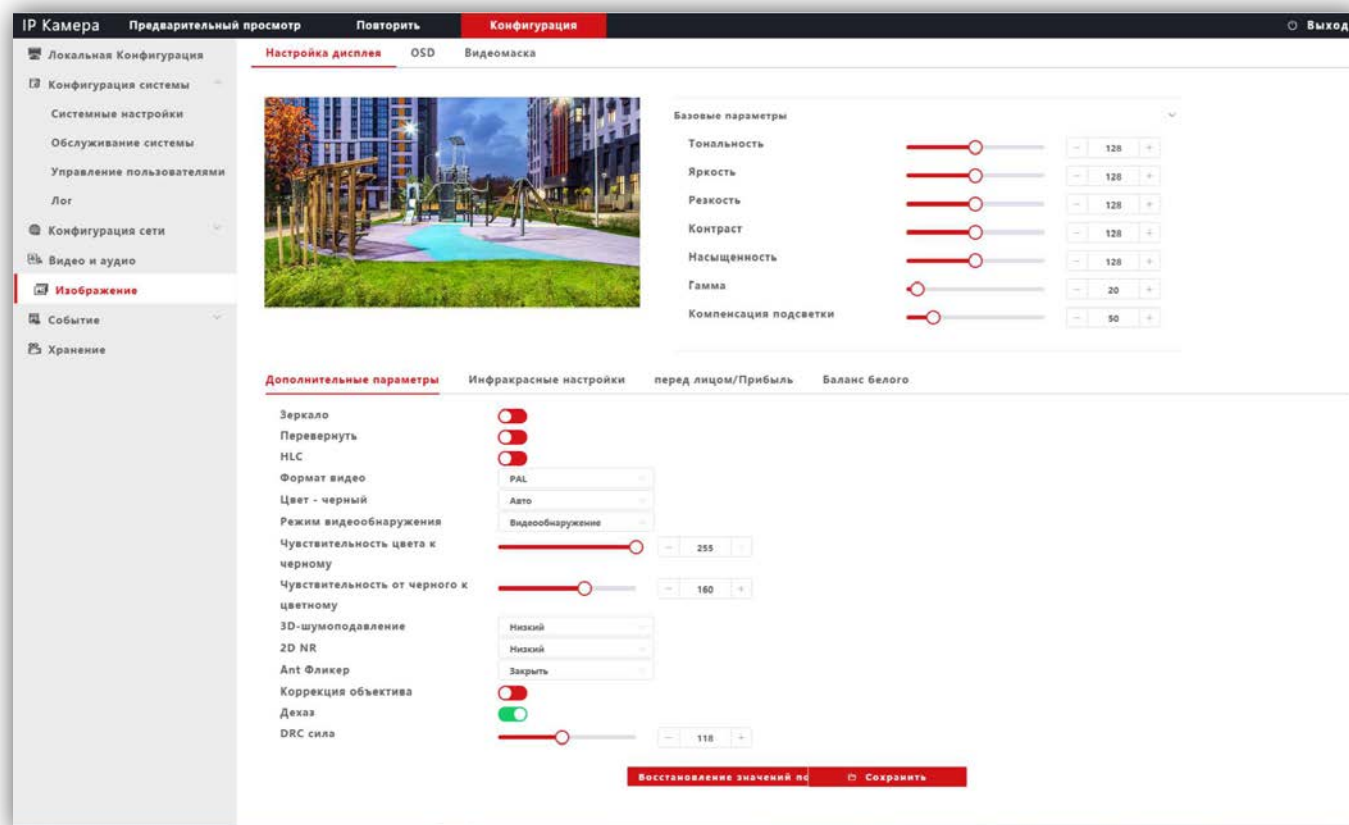 IP Камера Предварительный просмотр Повторить Конфигурация Выход
Локальная Конфигурация
Конфигурация системы
Системные настройки
Обслуживание системы
Управление пользователями
Лог
Конфигурация сети
Видео и аудио
Изображение
Событие
Хранение
Настройка дисплея OSD Видеомаска
Базовые параметры
Тональность 128
Яркость 128
Резкость 128
Контраст 128
Насыщенность 128
Гамма 20
Компенсация подсветки 50
Дополнительные параметры Инфракрасные настройки перед лицом/Прибыль Баланс белого
Зеркало
Перевернуть
HLC
Формат видео PAL
Цвет - черный Авто
Режим видеообнаружения Видеообнаружение
Чувствительность цвета к
черному 255
Чувствительность от черного к
цветному 160
3D-шумоподавление Низкий
2D NR Низкий
Ant Фликер Закрыть
Коррекция объектива
Дехаз
DRC сила 118
Восстановление значений по Сохранить